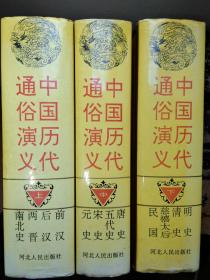 中国历代
通俗演义
上
前汉
后汉
两晋
南北史
河北人民出版社
中国历代
通俗演义
中
唐史
五代史
宋史
元史
河北人民出版社
中国历代
通俗演义
下
明史
清史
慈禧太后
民国
河北人民出版社